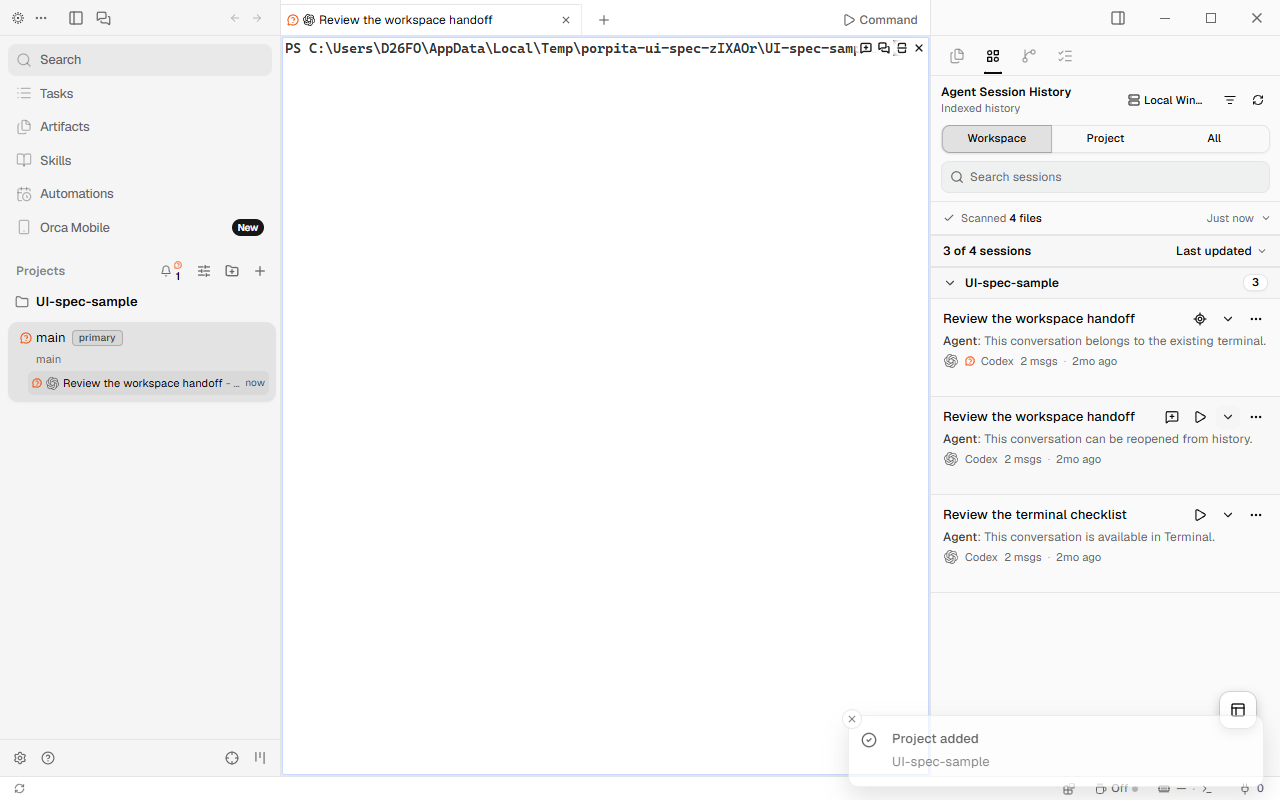 Search
Tasks
Artifacts
Skills
Automations
Orca Mobile
New
Projects
1
UI-spec-sample
main
primary
main
Review the workspace handoff - ...
now
Review the workspace handoff
Command
PS C:\Users\D26FO\AppData\Local\Temp\porpita-ui-spec-zIXAOr\UI-spec-sam
Agent Session History
Indexed history
Local Win...
Workspace
Project
All
Search sessions
Scanned 4 files
Just now
3 of 4 sessions
Last updated
UI-spec-sample
3
Review the workspace handoff
Agent: This conversation belongs to the existing terminal.
Codex 2 msgs · 2mo ago
Review the workspace handoff
Agent: This conversation can be reopened from history.
Codex 2 msgs · 2mo ago
Review the terminal checklist
Agent: This conversation is available in Terminal.
Codex 2 msgs · 2mo ago
Project added
UI-spec-sample
Off
0